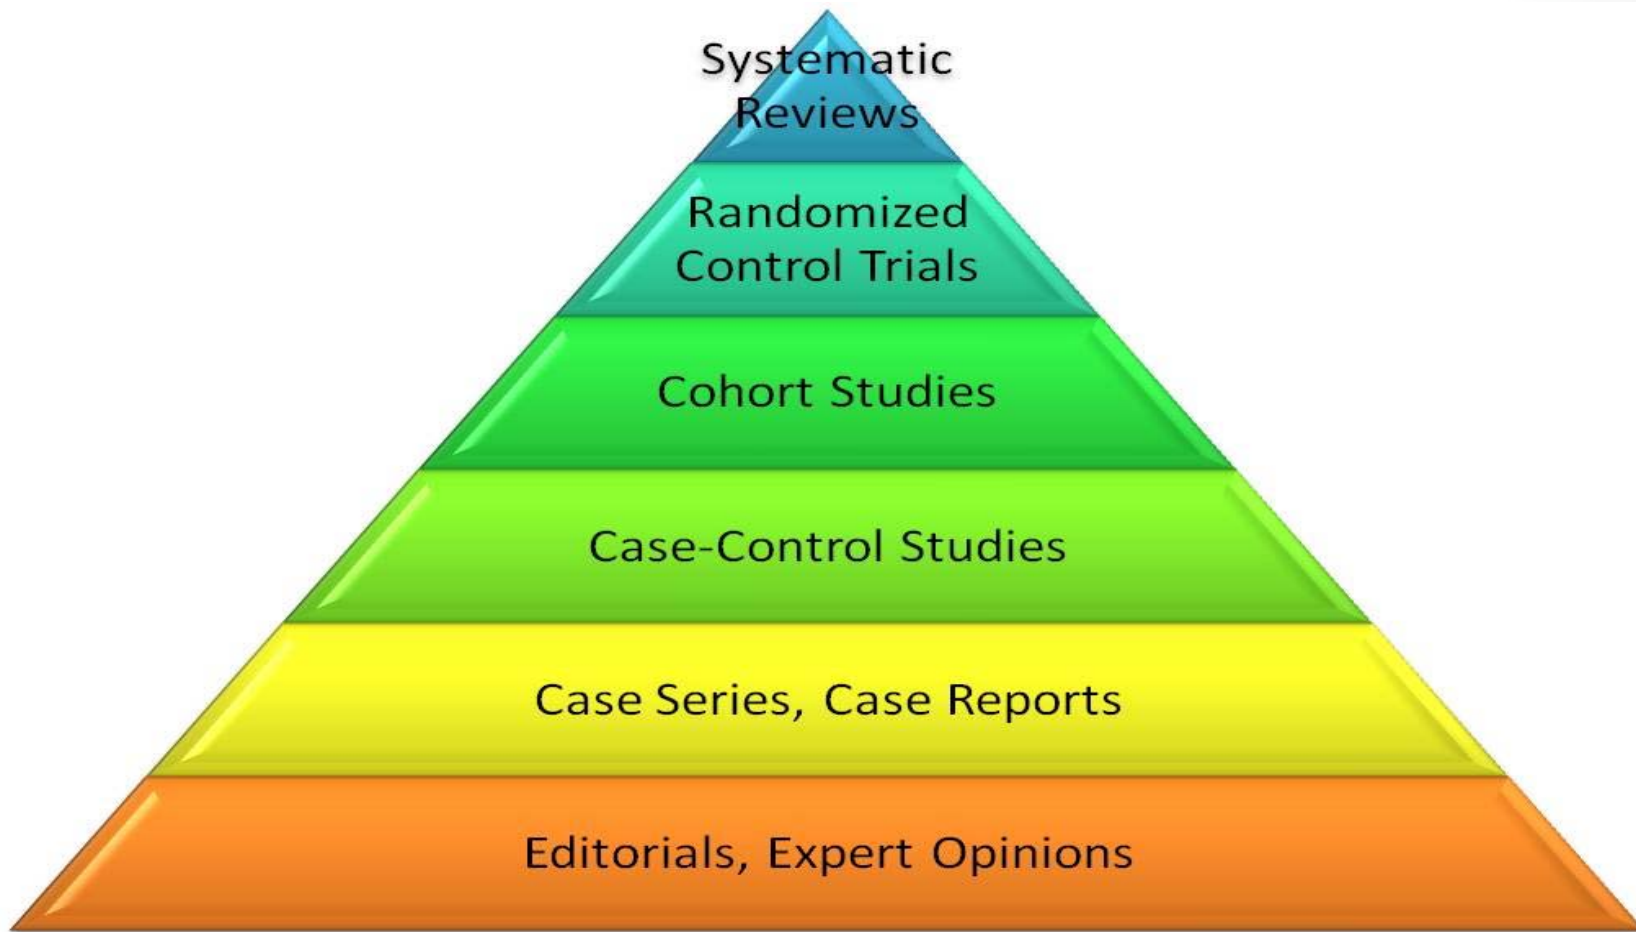 Systematic
Reviews
Randomized
Control Trials
Cohort Studies
Case-Control Studies
Case Series, Case Reports
Editorials, Expert Opinions